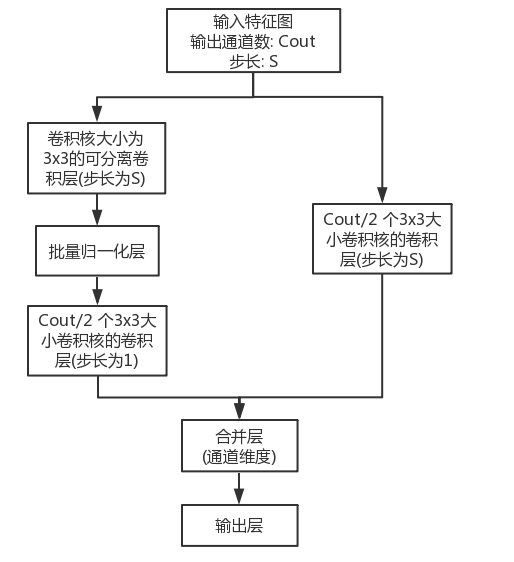 输入特征图
输出通道数: Cout
步长: S
卷积核大小为
3x3的可分离卷
积层(步长为S)
批量归一化层
Cout/2 个3x3大
小卷积核的卷积
层(步长为1)
Cout/2 个3x3大
小卷积核的卷积
层(步长为S)
合并层
(通道维度)
输出层